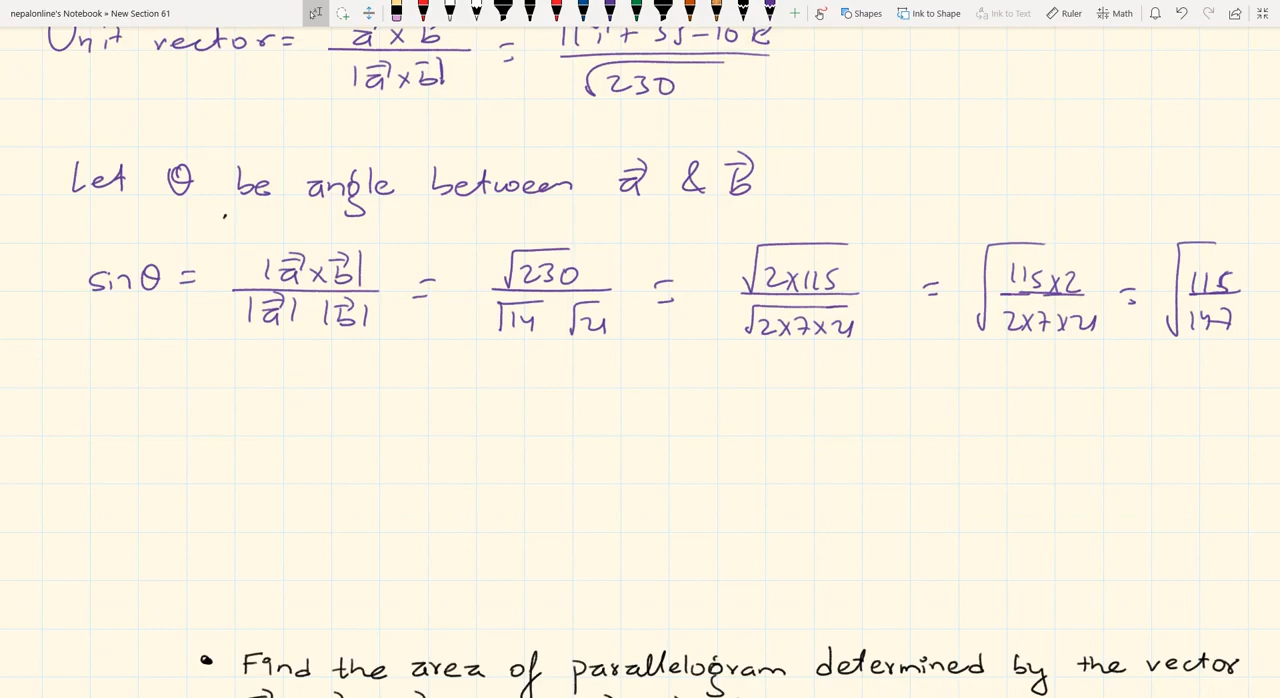 nepalonline's Notebook » New Section 61
Shapes Ink to Shape Ink to Text Ruler Math
Unit vector = a × b / |a⃗ × b⃗| = 11i + 3j - 10k / √230
Let θ be angle between a⃗ & b⃗
sinθ = |a⃗ × b⃗| / |a⃗| |b⃗| = √230 / √14 √21 = √2×115 / √2×7×21 = √115×2 / 2×7×21 = √115 / 147
• Find the area of parallelogram determined by the vector